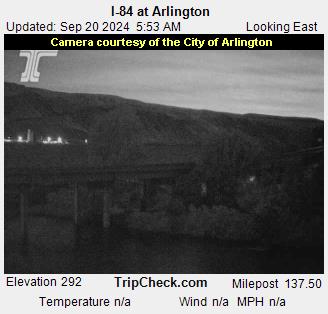 I-84 at Arlington
Updated: Sep 20 2024 5:53 AM Looking East
Camera courtesy of the City of Arlington
Elevation 292 TripCheck.com Milepost 137.50
Temperature n/a Wind n/a MPH n/a